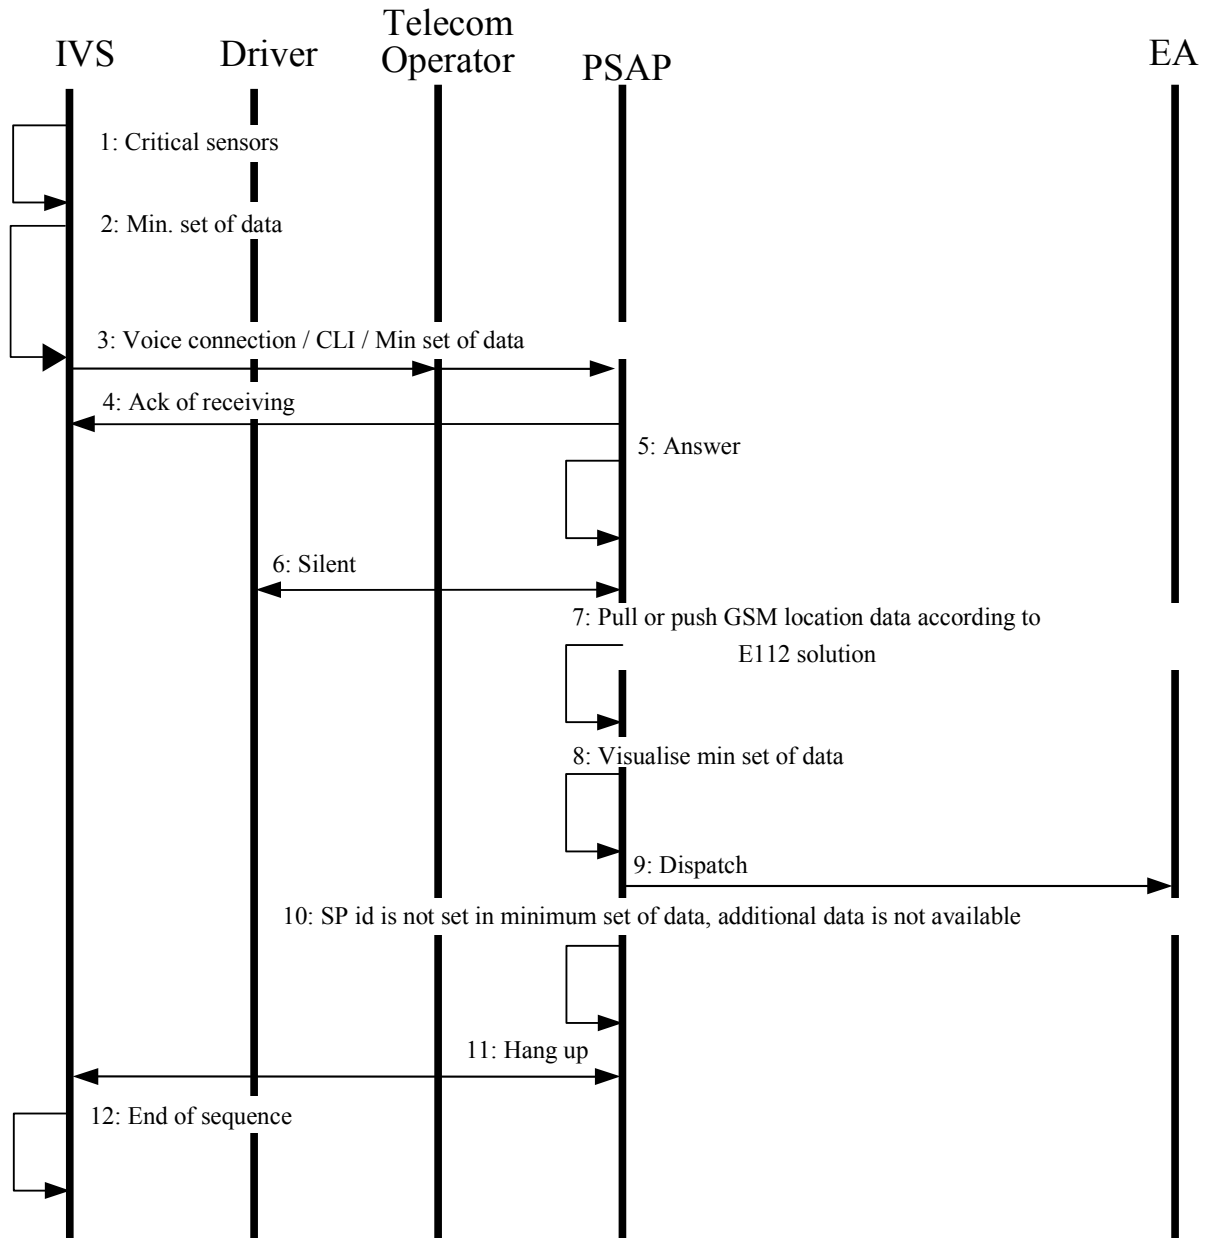 IVS
Driver
Telecom
Operator
PSAP
EA
1: Critical sensors
2: Min. set of data
3: Voice connection / CLI / Min set of data
4: Ack of receiving
5: Answer
6: Silent
7: Pull or push GSM location data according to
E112 solution
8: Visualise min set of data
9: Dispatch
10: SP id is not set in minimum set of data, additional data is not available
11: Hang up
12: End of sequence